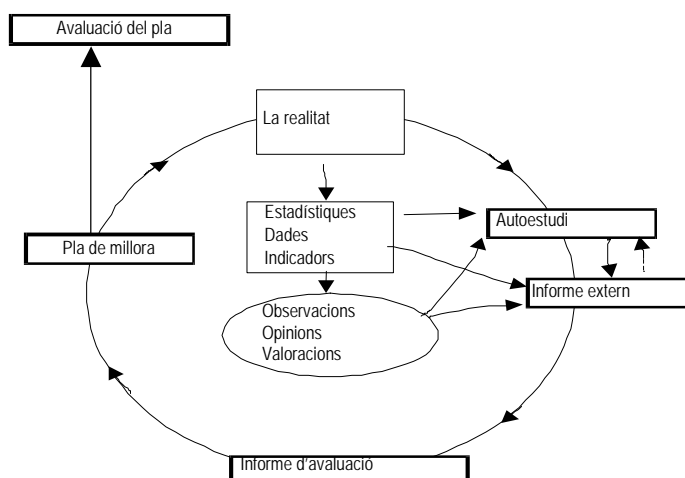 Avaluació del pla
La realitat
Estadístiques
Dades
Indicadors
Autoestudi
Pla de millora
Informe extern
Observacions
Opinions
Valoracions
Informe d'avaluació